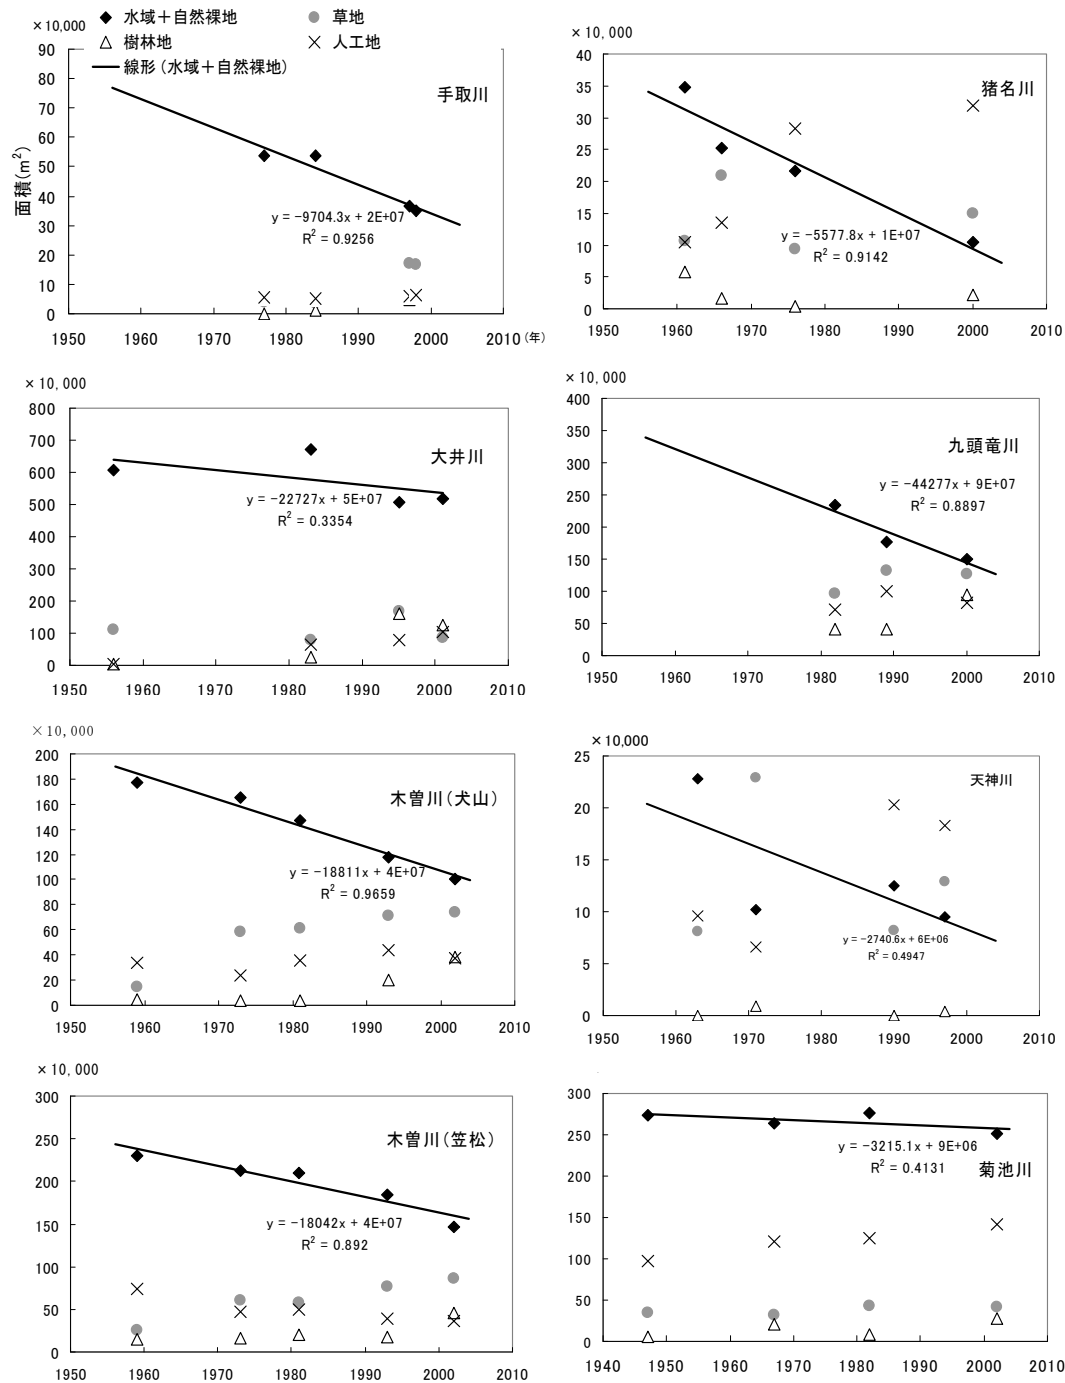 ×10,000
◆ 水域＋自然裸地
● 草地
△ 樹林地
× 人工地
線形(水域＋自然裸地)
面積(m²)
90
80
70
60
50
40
30
20
10
0
手取川
y = −9704.3x + 2E+07
R² = 0.9256
1950 1960 1970 1980 1990 2000 2010 (年)
×10,000
40
35
30
25
20
15
10
5
0
猪名川
y = −5577.8x + 1E+07
R² = 0.9142
1950 1960 1970 1980 1990 2000 2010
×10,000
800
700
600
500
400
300
200
100
0
大井川
y = −22727x + 5E+07
R² = 0.3354
1950 1960 1970 1980 1990 2000 2010
×10,000
400
350
300
250
200
150
100
50
0
九頭竜川
y = −44277x + 9E+07
R² = 0.8897
1950 1960 1970 1980 1990 2000 2010
×10,000
200
180
160
140
120
100
80
60
40
20
0
木曽川(犬山)
y = −18811x + 4E+07
R² = 0.9659
1950 1960 1970 1980 1990 2000 2010
×10,000
25
20
15
10
5
0
天神川
y = −2740.6x + 6E+06
R² = 0.4947
1950 1960 1970 1980 1990 2000 2010
×10,000
300
250
200
150
100
50
0
木曽川(笠松)
y = −18042x + 4E+07
R² = 0.892
1950 1960 1970 1980 1990 2000 2010
300
250
200
150
100
50
0
y = −3215.1x + 9E+06
R² = 0.4131
菊池川
1940 1950 1960 1970 1980 1990 2000 2010